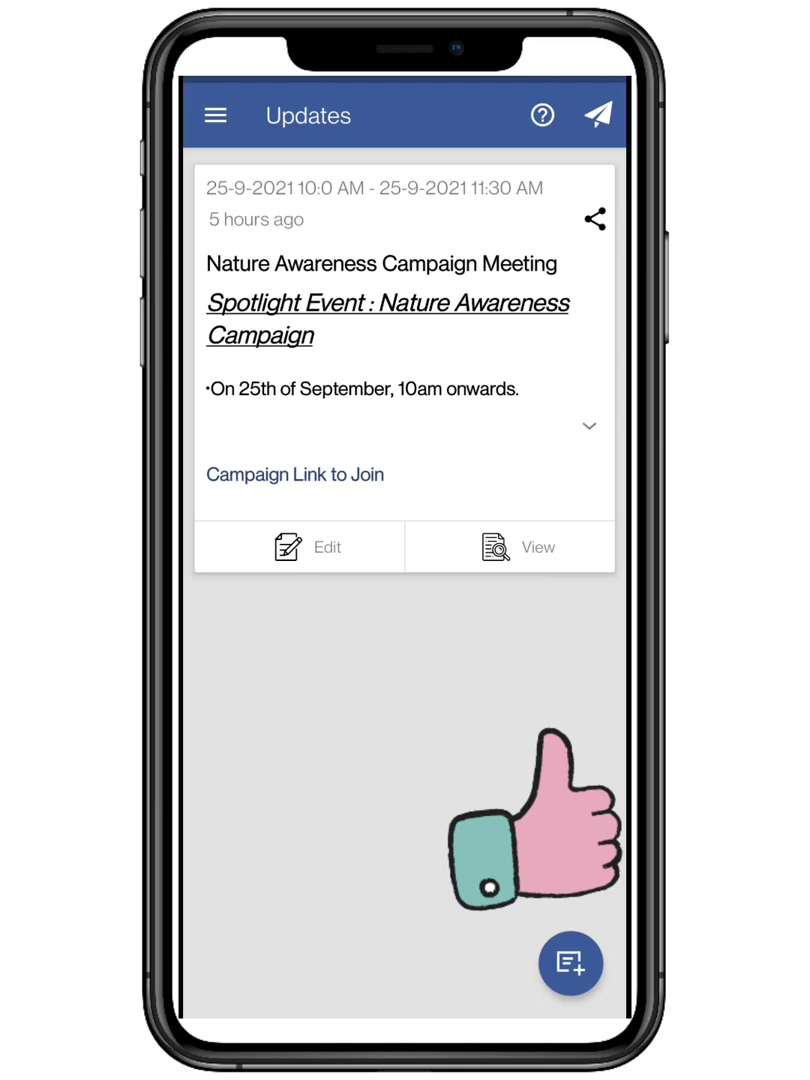 Updates
25-9-2021 10:0 AM - 25-9-2021 11:30 AM
5 hours ago
Nature Awareness Campaign Meeting
Spotlight Event : Nature Awareness
Campaign
•On 25th of September, 10am onwards.
Campaign Link to Join
Edit
View